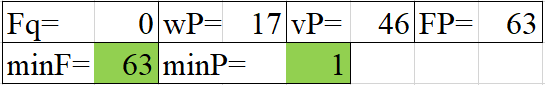 Fq= 0 wP= 17 vP= 46 FP= 63
minF= 63 minP= 1